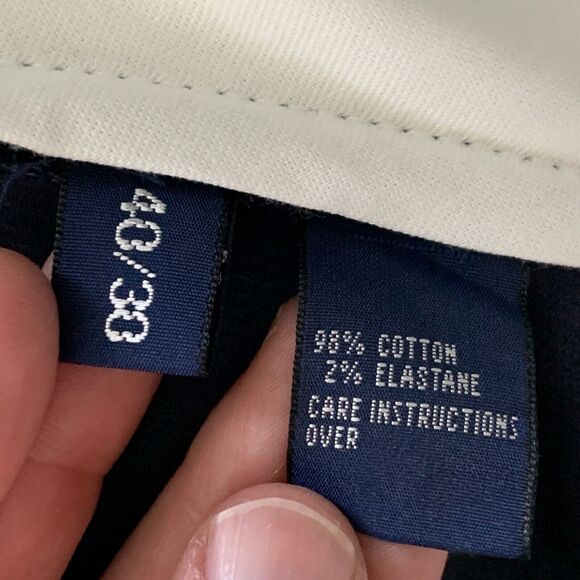 40/30
98% COTTON
2% ELASTANE
CARE INSTRUCTIONS
OVER